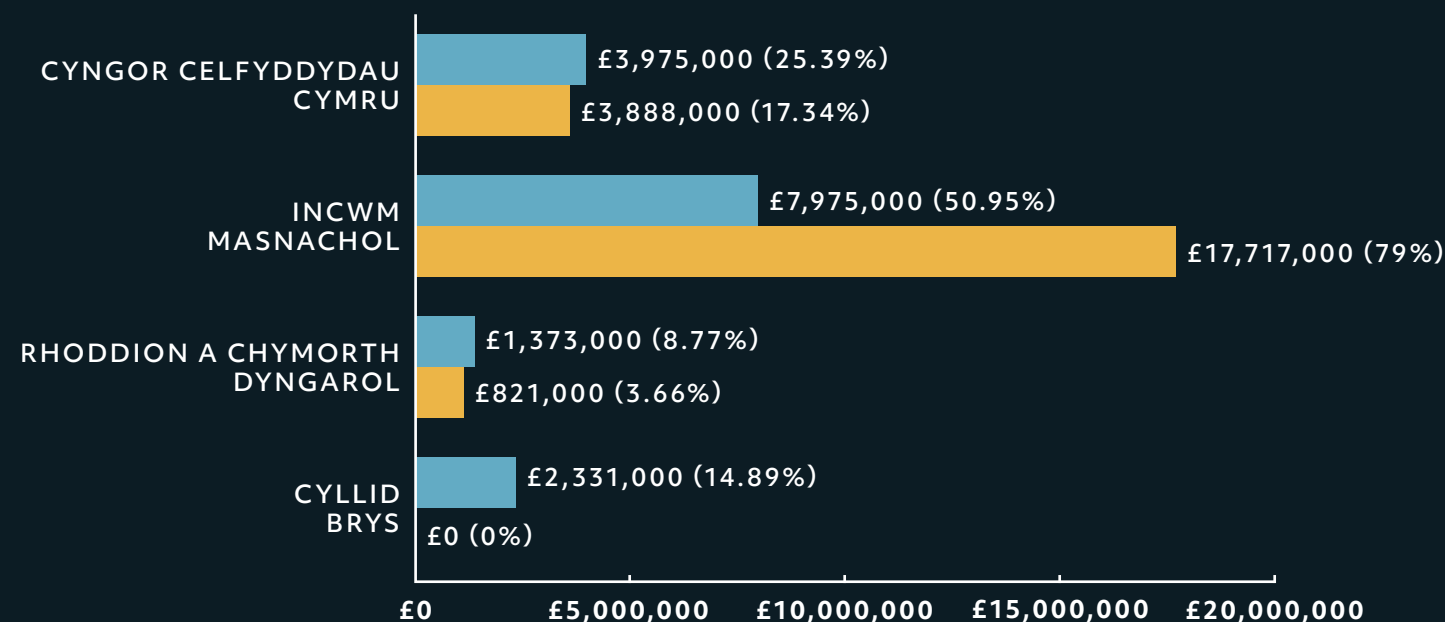 CYNGOR CELFYDDYDAU
CYMRU
£3,975,000 (25.39%)
£3,888,000 (17.34%)
INCWM
MASNACHOL
£7,975,000 (50.95%)
£17,717,000 (79%)
RHODDION A CHYMORTH
DYNGAROL
£1,373,000 (8.77%)
£821,000 (3.66%)
CYLLID
BRYS
£2,331,000 (14.89%)
£0 (0%)
£0 £5,000,000 £10,000,000 £15,000,000 £20,000,000